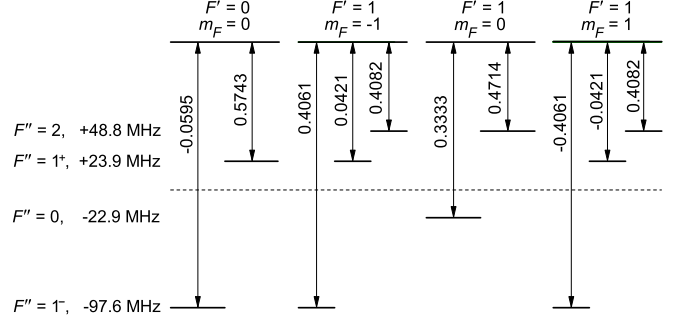 F′ = 0 F′ = 1 F′ = 1 F′ = 1
m_F = 0 m_F = -1 m_F = 0 m_F = 1
-0.0595 0.5743 0.4061 0.0421 0.4082 0.3333 0.4714 -0.4061 -0.0421 0.4082
F″ = 2, +48.8 MHz
F″ = 1⁺, +23.9 MHz
F″ = 0, -22.9 MHz
F″ = 1⁻, -97.6 MHz